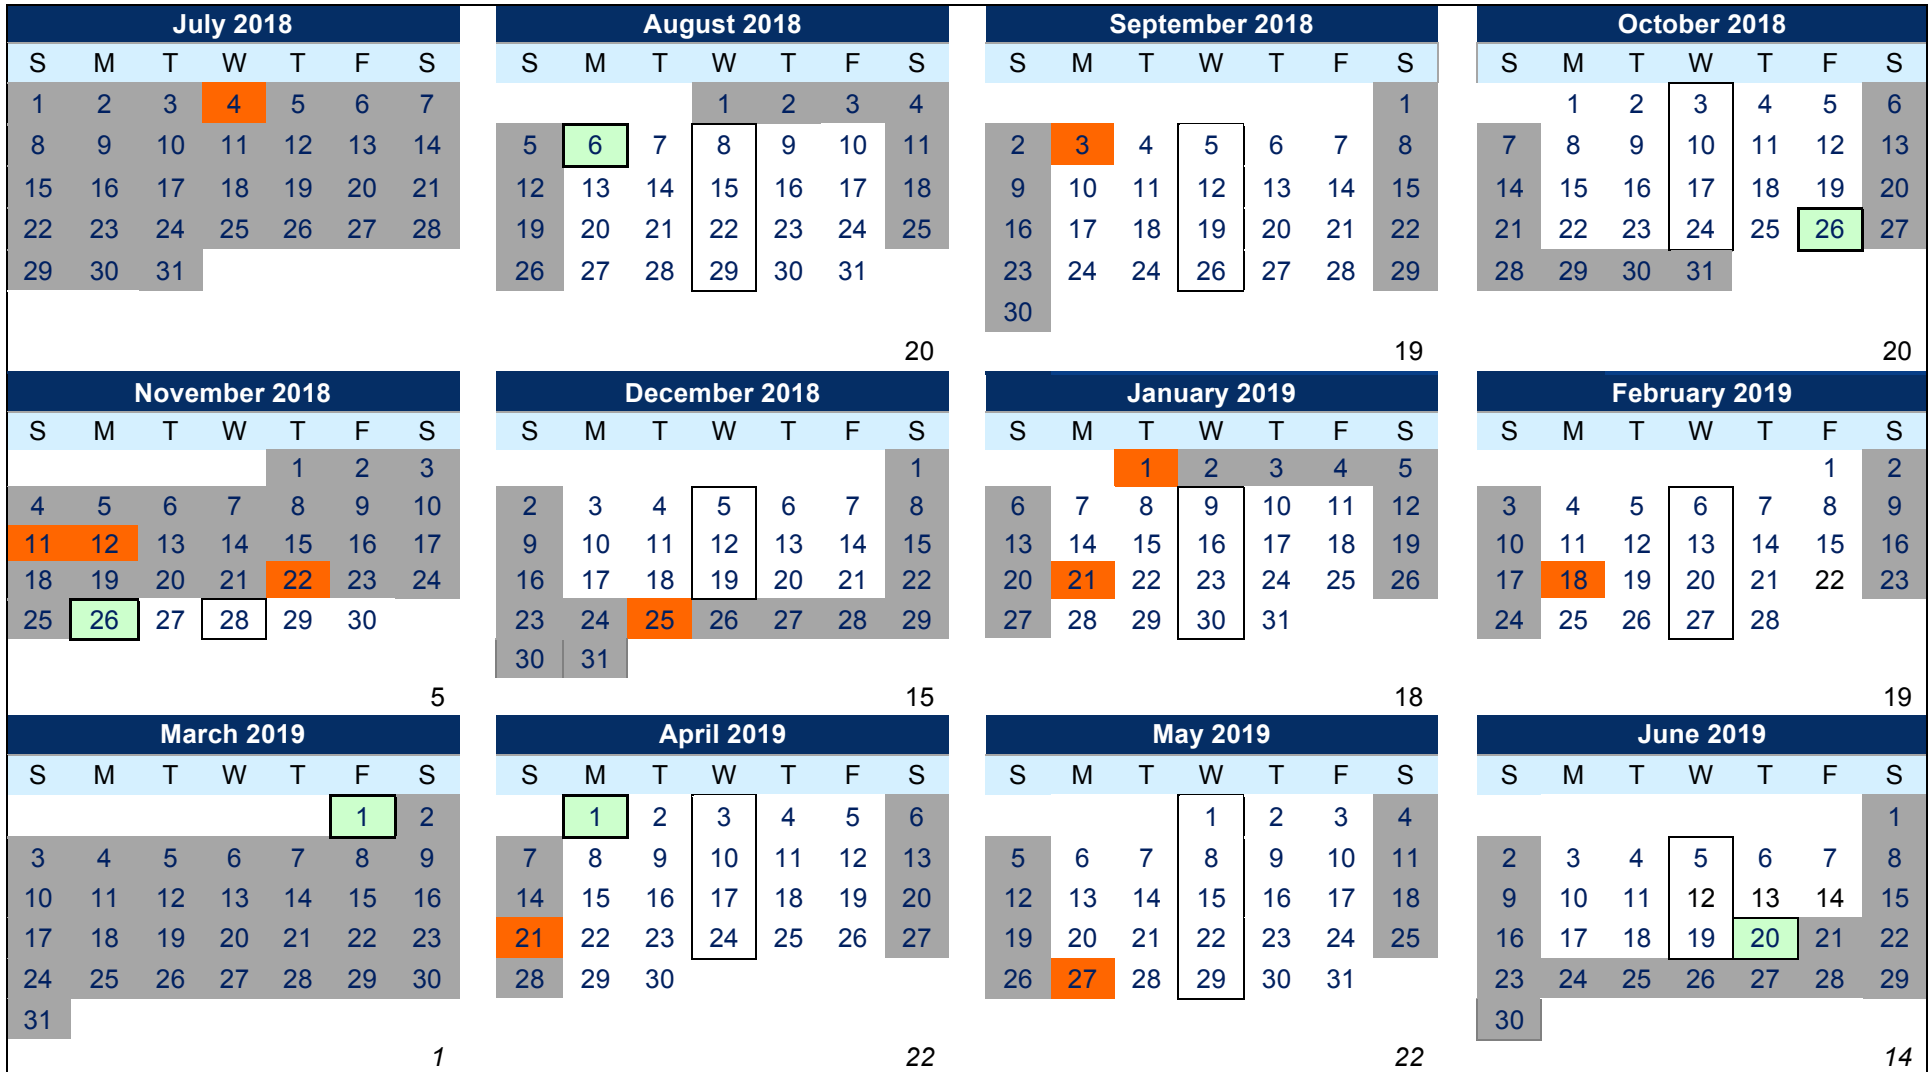 July 2018 August 2018 September 2018 October 2018
S M T W T F S S M T W T F S S M T W T F S S M T W T F S
1 2 3 4 5 6 7 1 2 3 4 1 1 2 3 4 5 6
8 9 10 11 12 13 14 5 6 7 8 9 10 11 2 3 4 5 6 7 8 7 8 9 10 11 12 13
15 16 17 18 19 20 21 12 13 14 15 16 17 18 9 10 11 12 13 14 15 14 15 16 17 18 19 20
22 23 24 25 26 27 28 19 20 21 22 23 24 25 16 17 18 19 20 21 22 21 22 23 24 25 26 27
29 30 31 26 27 28 29 30 31 23 24 24 26 27 28 29 28 29 30 31
30
20 19 20
November 2018 December 2018 January 2019 February 2019
S M T W T F S S M T W T F S S M T W T F S S M T W T F S
1 2 3 1 1 2 3 4 5 1 2
4 5 6 7 8 9 10 2 3 4 5 6 7 8 6 7 8 9 10 11 12 3 4 5 6 7 8 9
11 12 13 14 15 16 17 9 10 11 12 13 14 15 13 14 15 16 17 18 19 10 11 12 13 14 15 16
18 19 20 21 22 23 24 16 17 18 19 20 21 22 20 21 22 23 24 25 26 17 18 19 20 21 22 23
25 26 27 28 29 30 23 24 25 26 27 28 29 27 28 29 30 31 24 25 26 27 28
30 31
5 15 18 19
March 2019 April 2019 May 2019 June 2019
S M T W T F S S M T W T F S S M T W T F S S M T W T F S
1 2 1 2 3 4 5 6 1 2 3 4 1
3 4 5 6 7 8 9 7 8 9 10 11 12 13 5 6 7 8 9 10 11 2 3 4 5 6 7 8
10 11 12 13 14 15 16 14 15 16 17 18 19 20 12 13 14 15 16 17 18 9 10 11 12 13 14 15
17 18 19 20 21 22 23 21 22 23 24 25 26 27 19 20 21 22 23 24 25 16 17 18 19 20 21 22
24 25 26 27 28 29 30 28 29 30 26 27 28 29 30 31 23 24 25 26 27 28 29
31 30
1 22 22 14